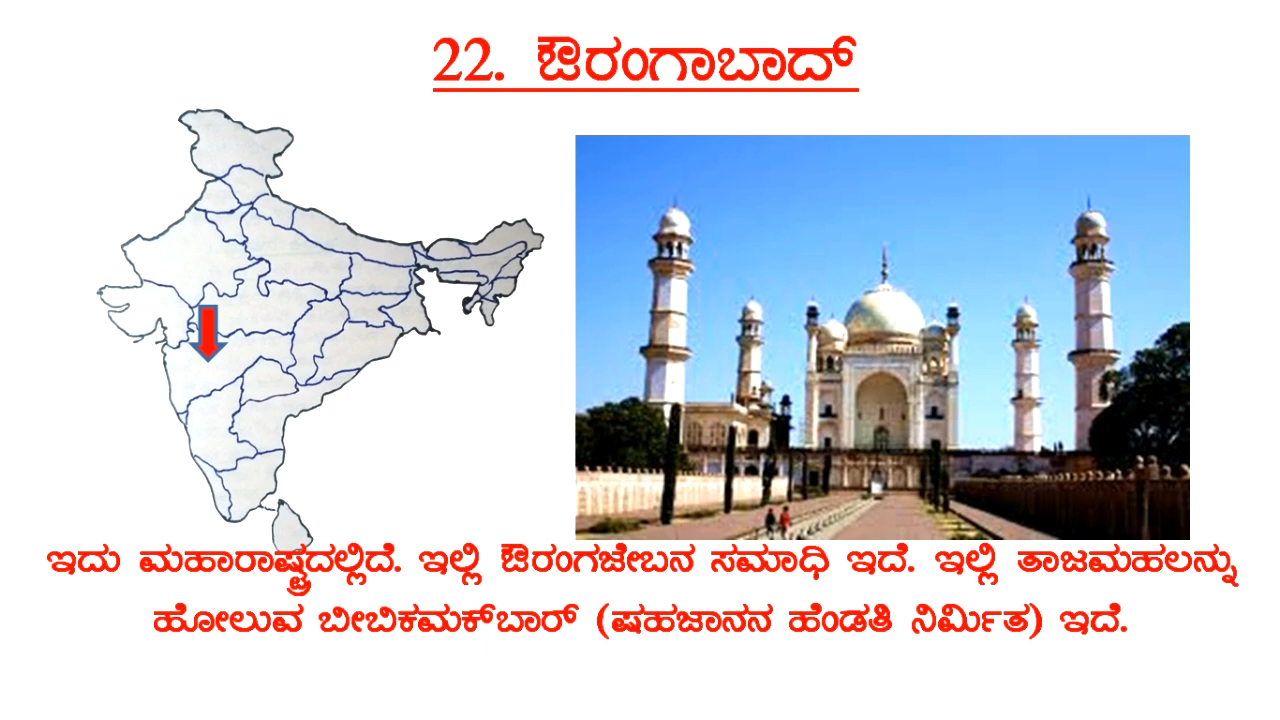 22. ಔರಂಗಾಬಾದ್
ಇದು ಮಹಾರಾಷ್ಟ್ರದಲ್ಲಿದೆ. ಇಲ್ಲಿ ಔರಂಗಜೇಬನ ಸಮಾಧಿ ಇದೆ. ಇಲ್ಲಿ ತಾಜಮಹಲನ್ನು
ಹೋಲುವ ಬೀಬಿಕಮಕ್‌ಬಾರ್ (ಷಹಜಾನನ ಹೆಂಡತಿ ನಿರ್ಮಿತ) ಇದೆ.